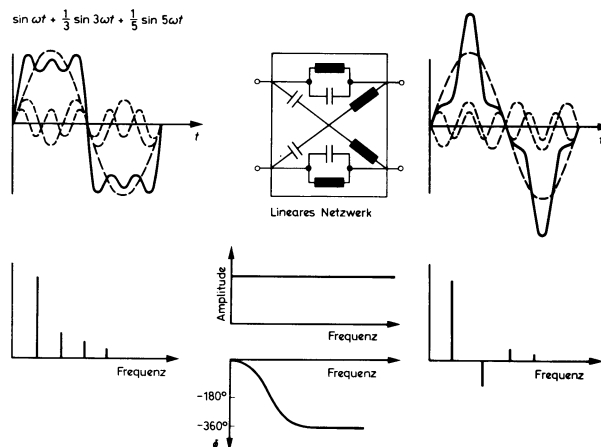 sin ωt + 1/3 sin 3ωt + 1/5 sin 5ωt
t
t
Lineares Netzwerk
Frequenz
Amplitude
Frequenz
Frequenz
-180°
-360°
Frequenz